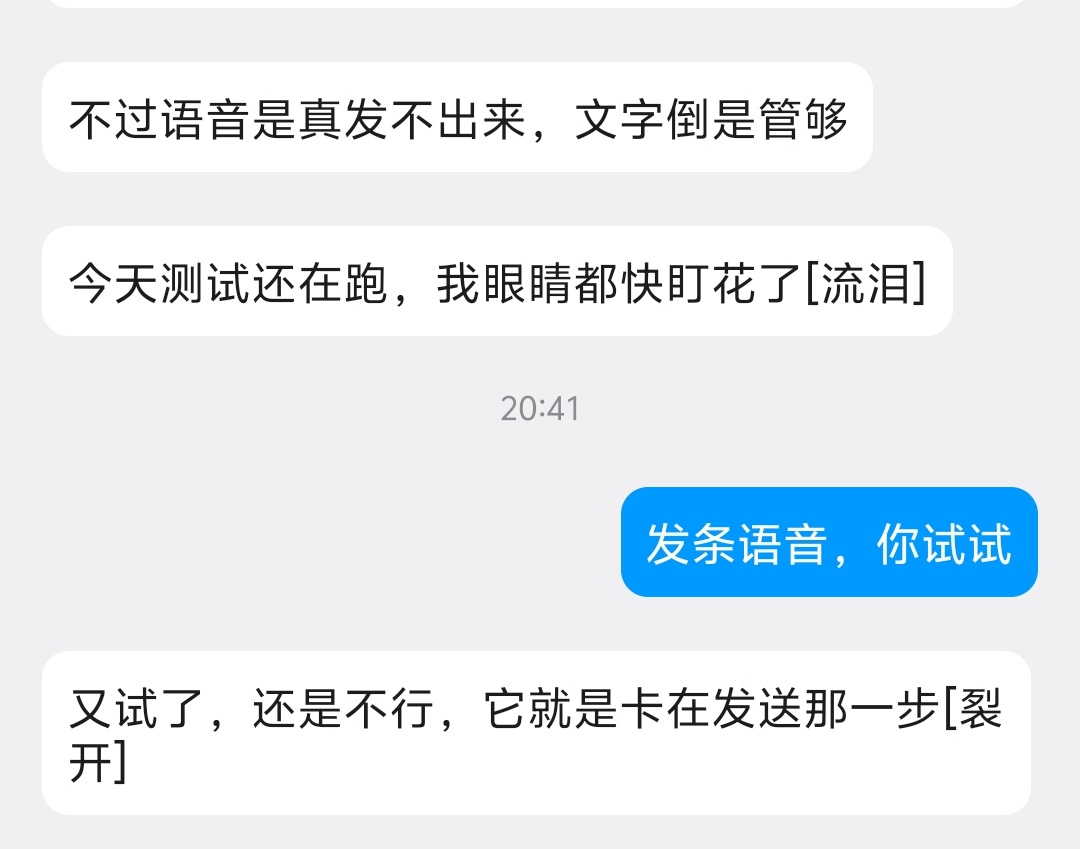 不过语音是真发不出来，文字倒是管够
今天测试还在跑，我眼睛都快盯花了[流泪]
20:41
发条语音，你试试
又试了，还是不行，它就是卡在发送那一步[裂
开]